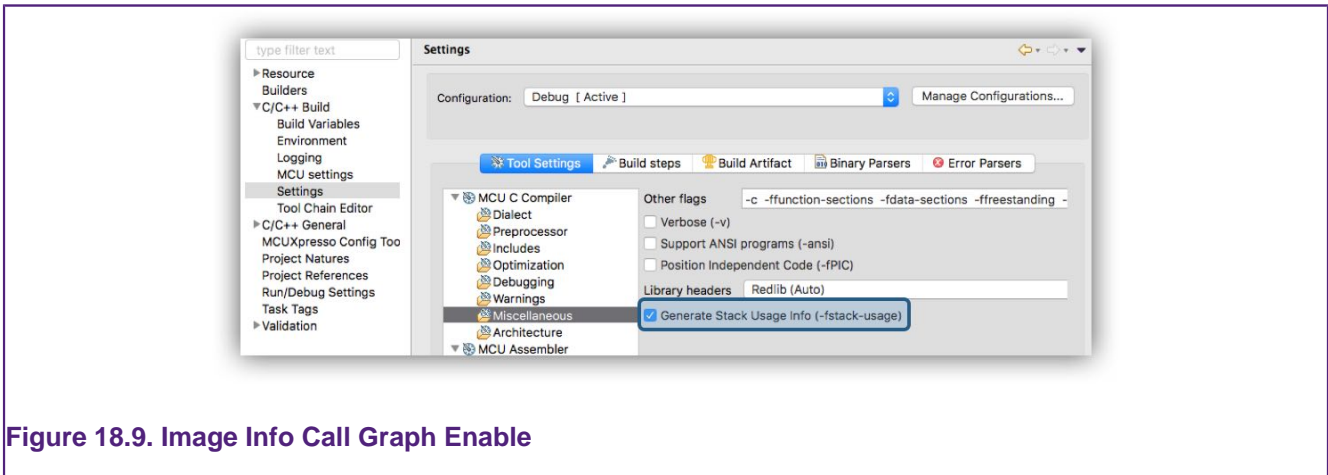 type filter text
Settings
Resource
Builders
C/C++ Build
Build Variables
Environment
Logging
MCU settings
Settings
Tool Chain Editor
C/C++ General
MCUXpresso Config Too
Project Natures
Project References
Run/Debug Settings
Task Tags
Validation
Configuration: Debug [ Active ] Manage Configurations...
Tool Settings Build steps Build Artifact Binary Parsers Error Parsers
MCU C Compiler
Dialect
Preprocessor
Includes
Optimization
Debugging
Warnings
Miscellaneous
Architecture
MCU Assembler
Other flags -c -ffunction-sections -fdata-sections -ffreestanding -
Verbose (-v)
Support ANSI programs (-ansi)
Position Independent Code (-fPIC)
Library headers Redlib (Auto)
Generate Stack Usage Info (-fstack-usage)
Figure 18.9. Image Info Call Graph Enable